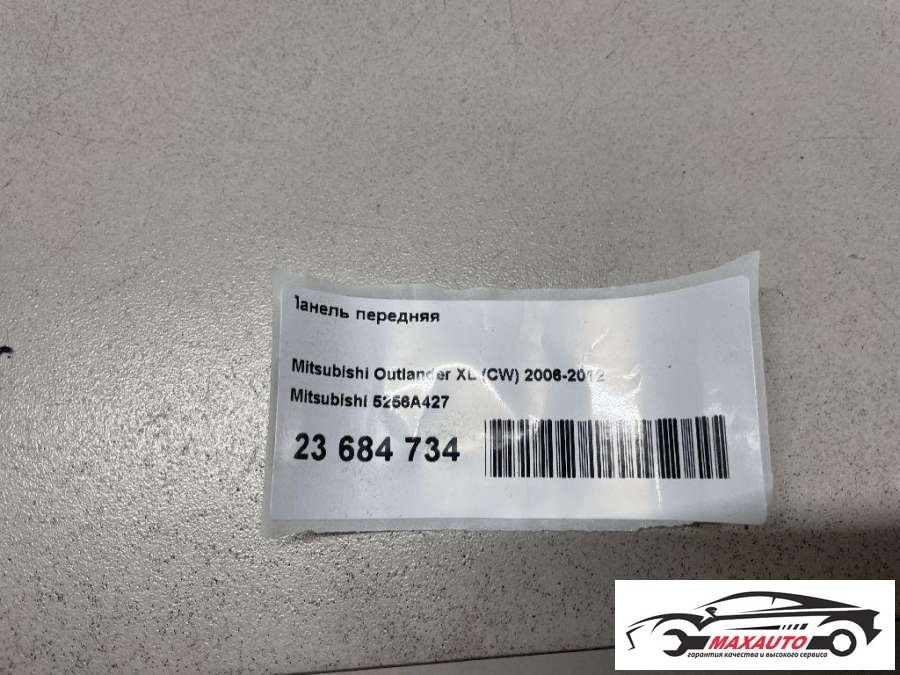 Панель передняя
Mitsubishi Outlander XL (CW) 2006-2012
Mitsubishi 5256A427
23 684 734
MAXAUTO
гарантия качества и высокого сервиса